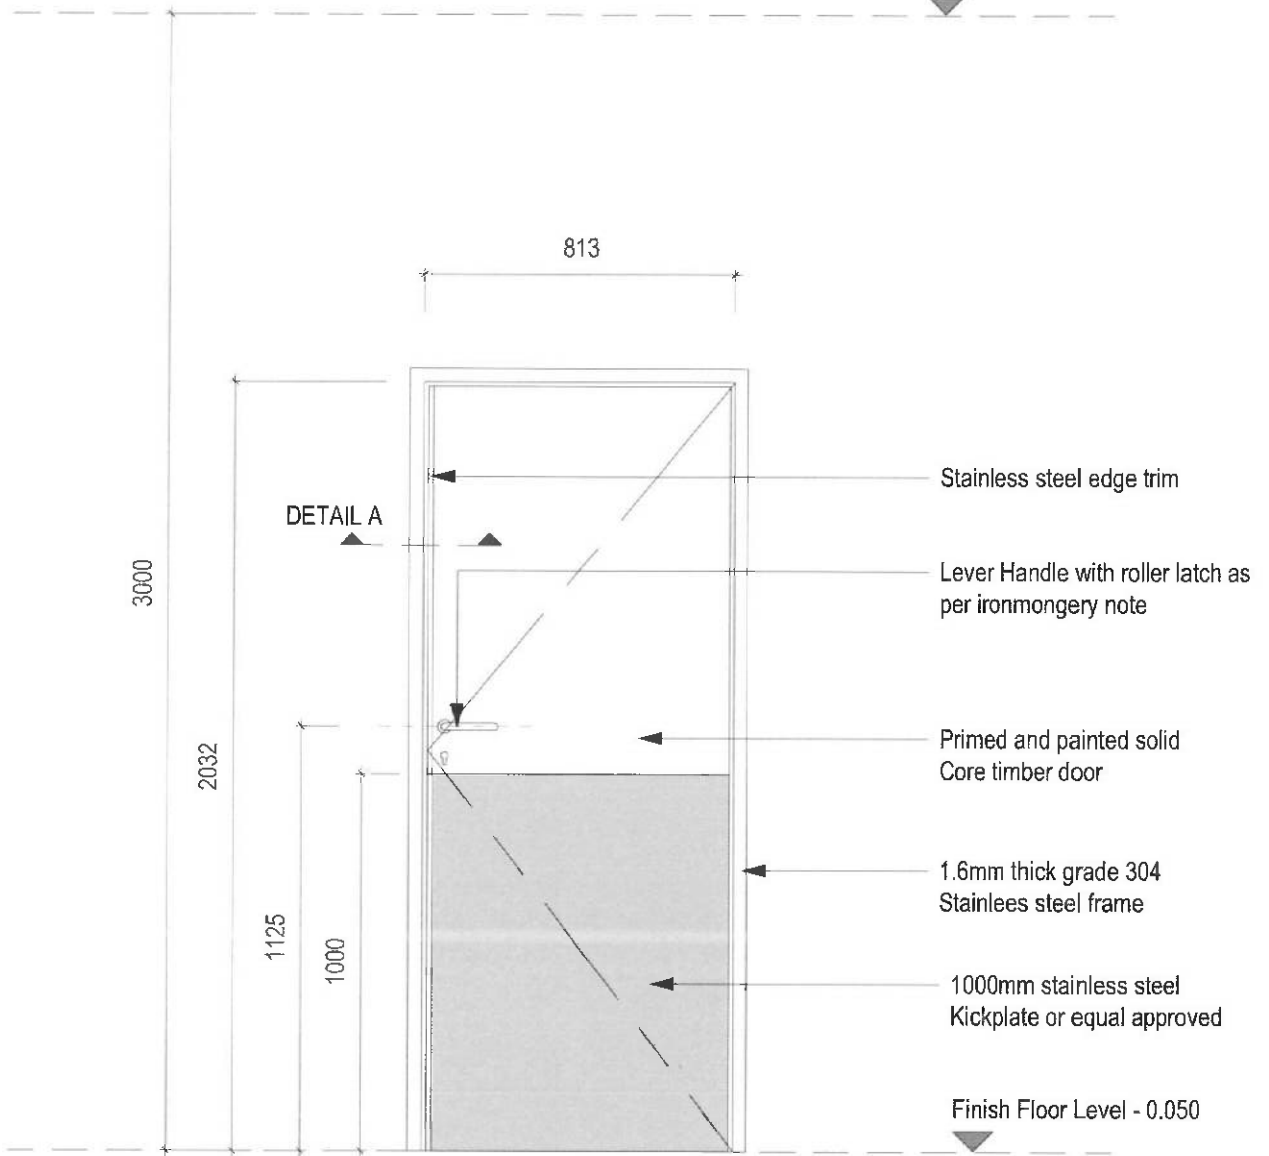 813
Stainless steel edge trim
DETAIL A
Lever Handle with roller latch as
per ironmongery note
3000
2032
Primed and painted solid
Core timber door
1.6mm thick grade 304
Stainlees steel frame
1125
1000
1000mm stainless steel
Kickplate or equal approved
Finish Floor Level - 0.050